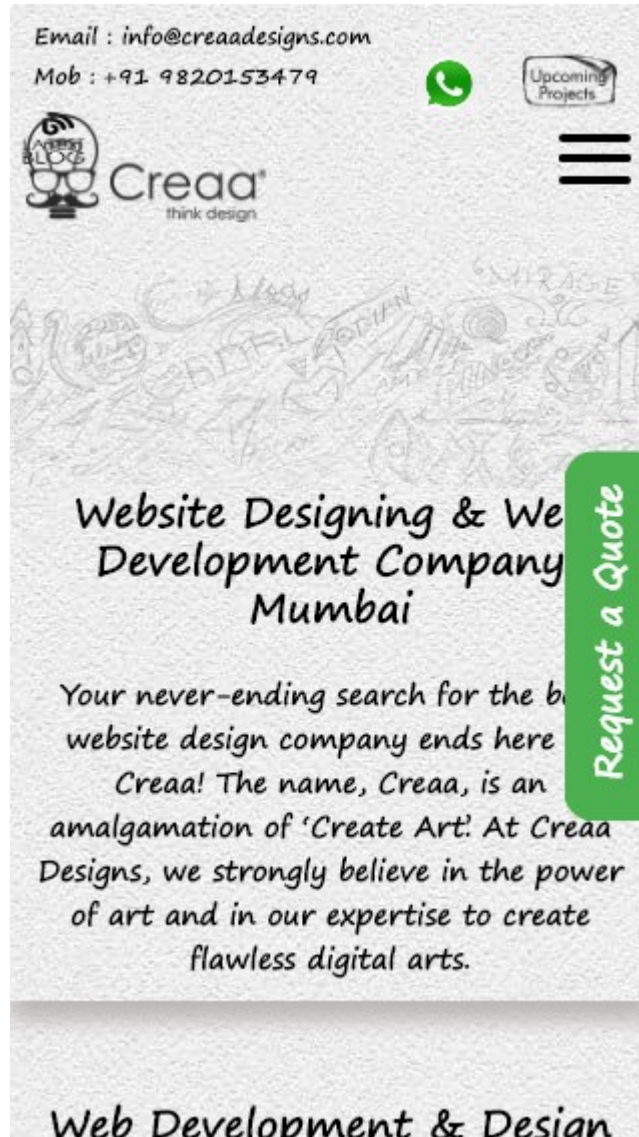 Email : info@creaadesigns.com
Mob : +91 9820153479
Upcoming
Projects
LATEST
BLOG
Creaa®
think design
MIRAGE
Website Designing & We
Development Company
Mumbai
Request a Quote
Your never-ending search for the b
website design company ends here
Creaa! The name, Creaa, is an
amalgamation of ‘Create Art’. At Creaa
Designs, we strongly believe in the power
of art and in our expertise to create
flawless digital arts.
Web Development & Design